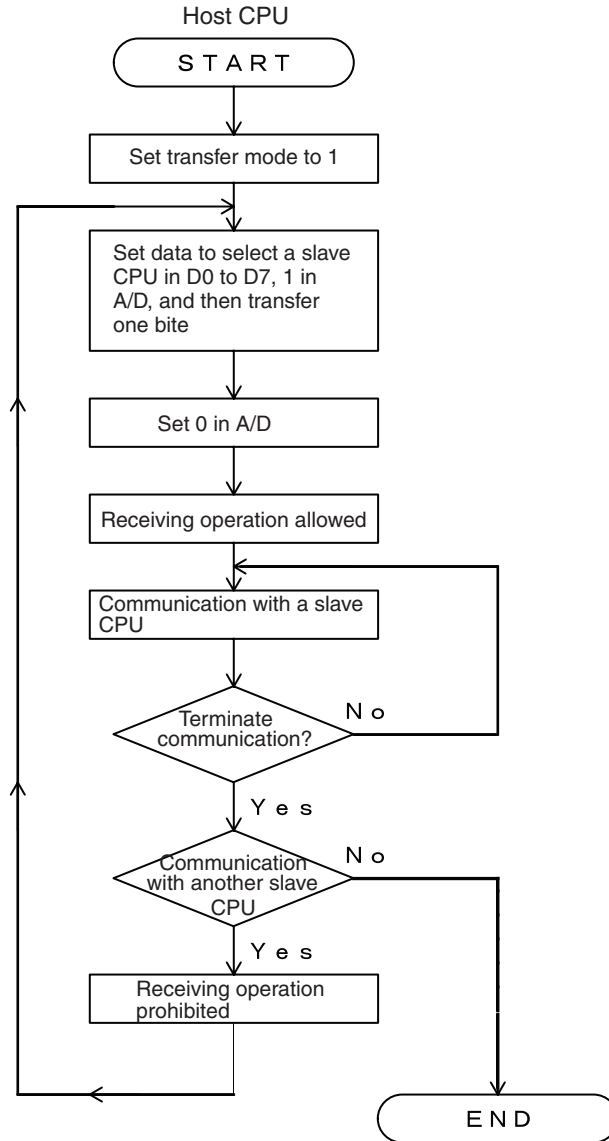 Host CPU
START
Set transfer mode to 1
Set data to select a slave
CPU in D0 to D7, 1 in
A/D, and then transfer
one bite
Set 0 in A/D
Receiving operation allowed
Communication with a slave
CPU
Terminate
communication?
No
Yes
Communication
with another slave
CPU
No
Yes
Receiving operation
prohibited
END